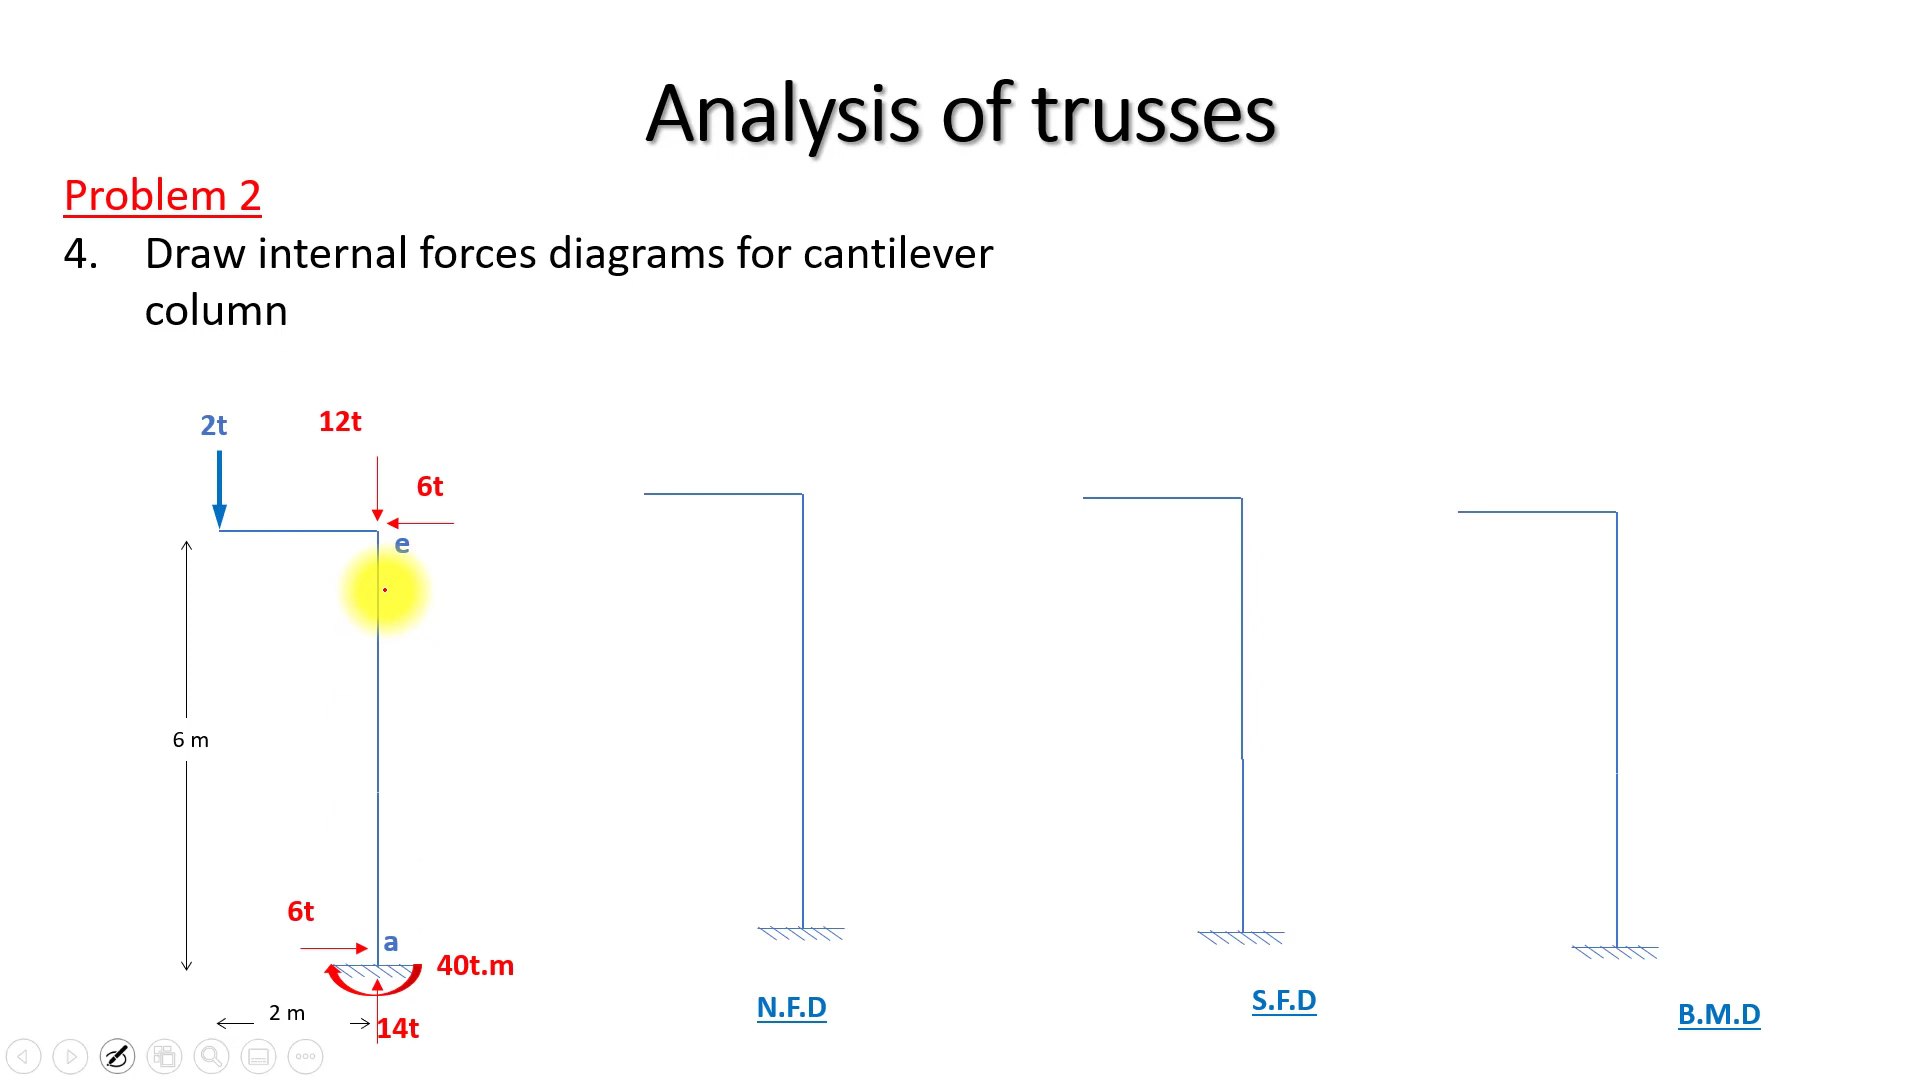 Analysis of trusses
Problem 2
4. Draw internal forces diagrams for cantilever
column
2t
12t
6t
e
6 m
6t
a
40t.m
2 m
14t
N.F.D
S.F.D
B.M.D